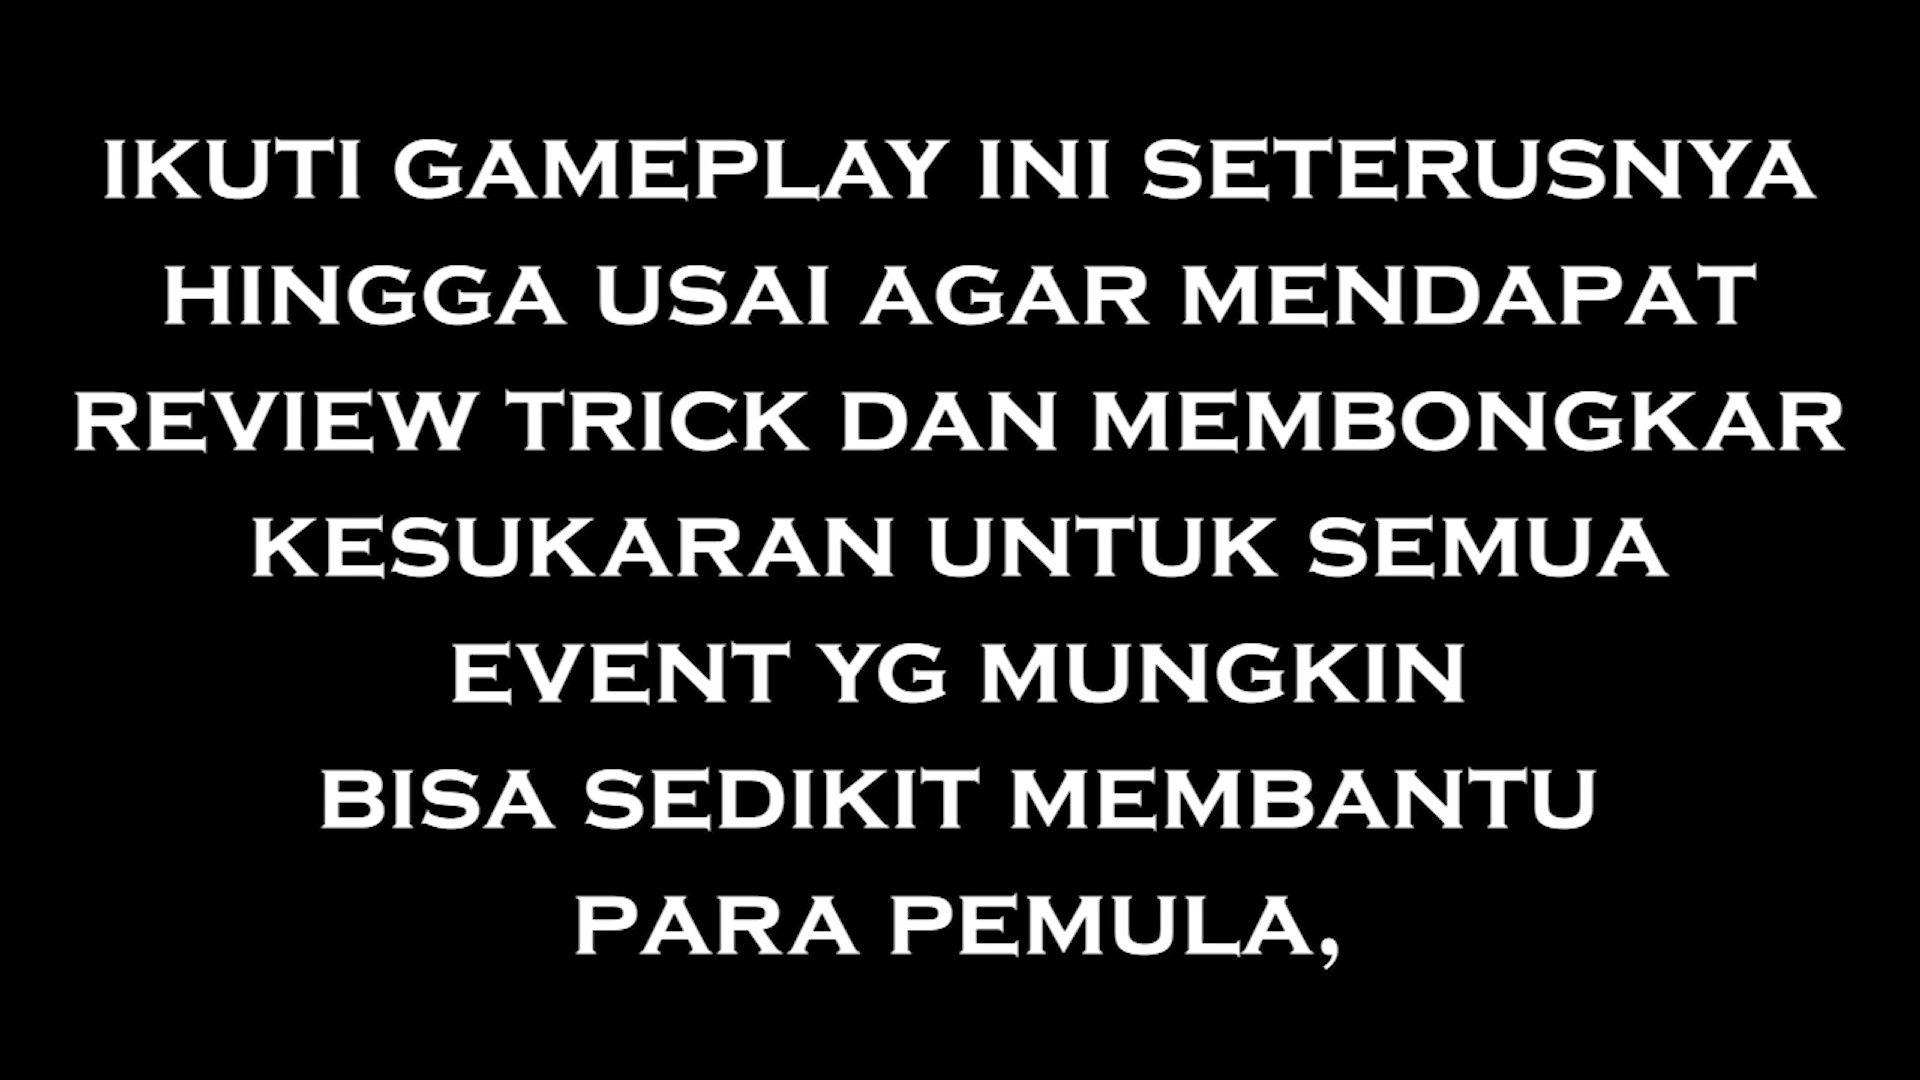 IKUTI GAMEPLAY INI SETERUSNYA
HINGGA USAI AGAR MENDAPAT
REVIEW TRICK DAN MEMBONGKAR
KESUKARAN UNTUK SEMUA
EVENT YG MUNGKIN
BISA SEDIKIT MEMBANTU
PARA PEMULA,